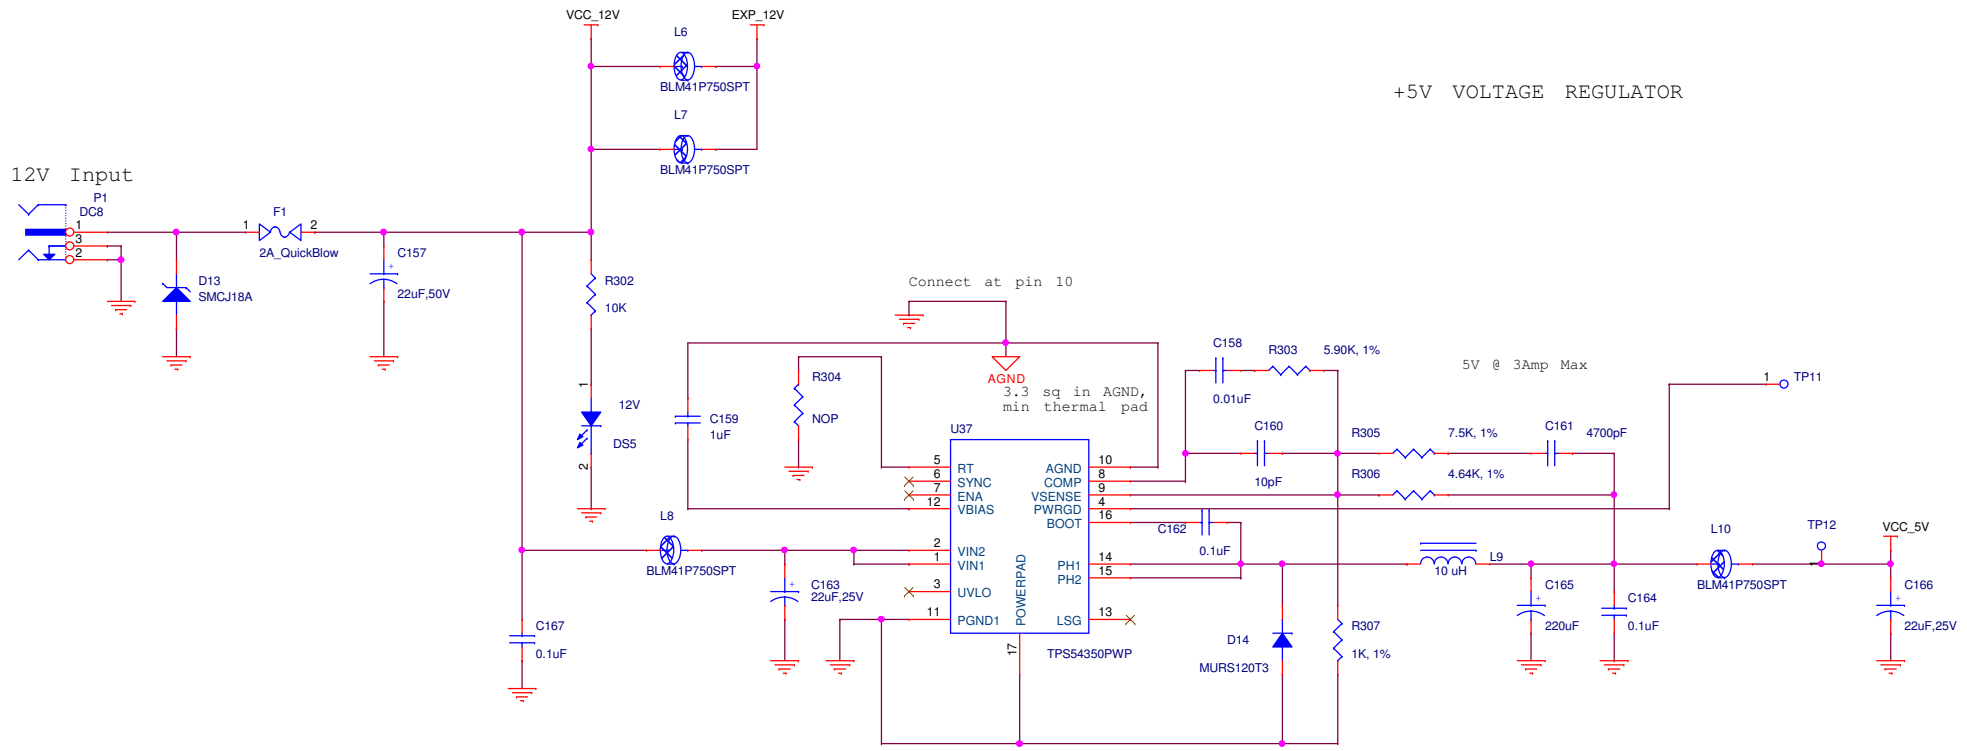 VCC_12V
EXP_12V
L6
BLM41P750SPT
+5V VOLTAGE REGULATOR
L7
BLM41P750SPT
12V Input
P1
DC8
1
3
2
F1
1
2
2A_QuickBlow
C157
+
22uF,50V
D13
SMCJ18A
R302
10K
Connect at pin 10
AGND
3.3 sq in AGND,
min thermal pad
1
12V
DS5
2
C159
1uF
R304
NOP
C158
0.01uF
R303
5.90K, 1%
5V @ 3Amp Max
1
TP11
C160
10pF
R305
7.5K, 1%
C161
4700pF
R306
4.64K, 1%
U37
5
RT
6
SYNC
7
ENA
12
VBIAS
2
VIN2
1
VIN1
3
UVLO
11
PGND1
POWERPAD
17
AGND
10
COMP
8
VSENSE
9
PWRGD
4
BOOT
16
PH1
14
PH2
15
LSG
13
TPS54350PWP
C162
0.1uF
L8
BLM41P750SPT
C163
+
22uF,25V
C167
0.1uF
D14
MURS120T3
R307
1K, 1%
L9
10 uH
C165
+
220uF
C164
0.1uF
L10
BLM41P750SPT
TP12
VCC_5V
C166
+
22uF,25V